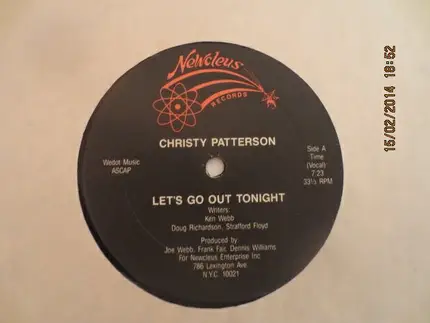 Newcleus
RECORDS
CHRISTY PATTERSON
Wedot Music
ASCAP
Side A
Time
(Vocal)
7:23
33⅓ RPM
LET'S GO OUT TONIGHT
Writers:
Ken Webb
Doug Richardson, Strafford Floyd
Produced by:
Joe Webb, Frank Fair, Dennis Williams
For Newcleus Enterprise Inc
786 Lexington Ave
N.Y.C. 10021
15/02/2014 18:52